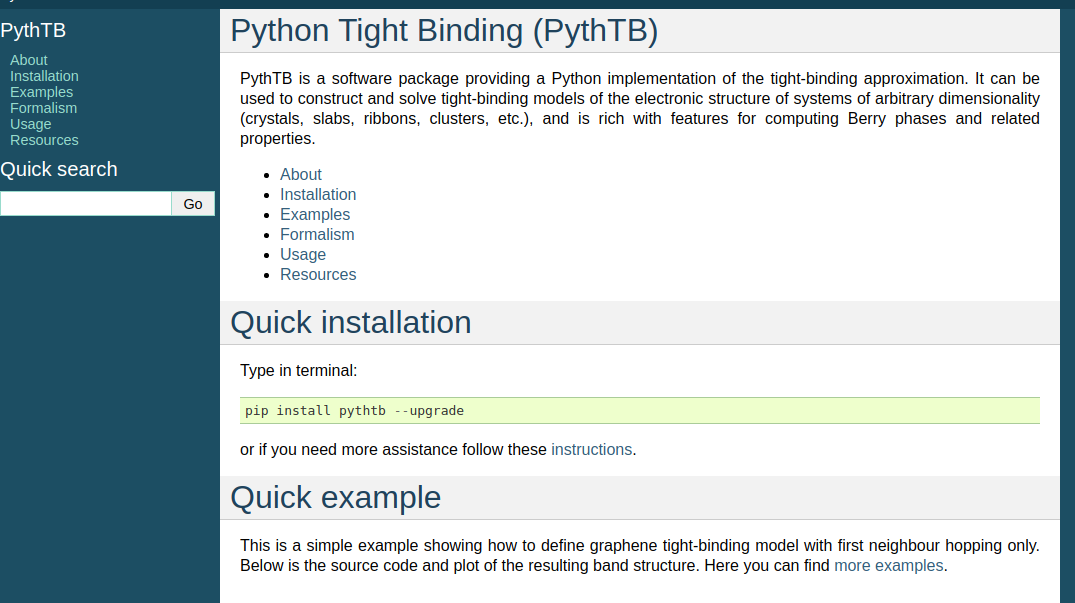 PythTB
About
Installation
Examples
Formalism
Usage
Resources
Quick search
Go
Python Tight Binding (PythTB)
PythTB is a software package providing a Python implementation of the tight-binding approximation. It can be
used to construct and solve tight-binding models of the electronic structure of systems of arbitrary dimensionality
(crystals, slabs, ribbons, clusters, etc.), and is rich with features for computing Berry phases and related
properties.
About
Installation
Examples
Formalism
Usage
Resources
Quick installation
Type in terminal:
pip install pythtb --upgrade
or if you need more assistance follow these instructions.
Quick example
This is a simple example showing how to define graphene tight-binding model with first neighbour hopping only.
Below is the source code and plot of the resulting band structure. Here you can find more examples.